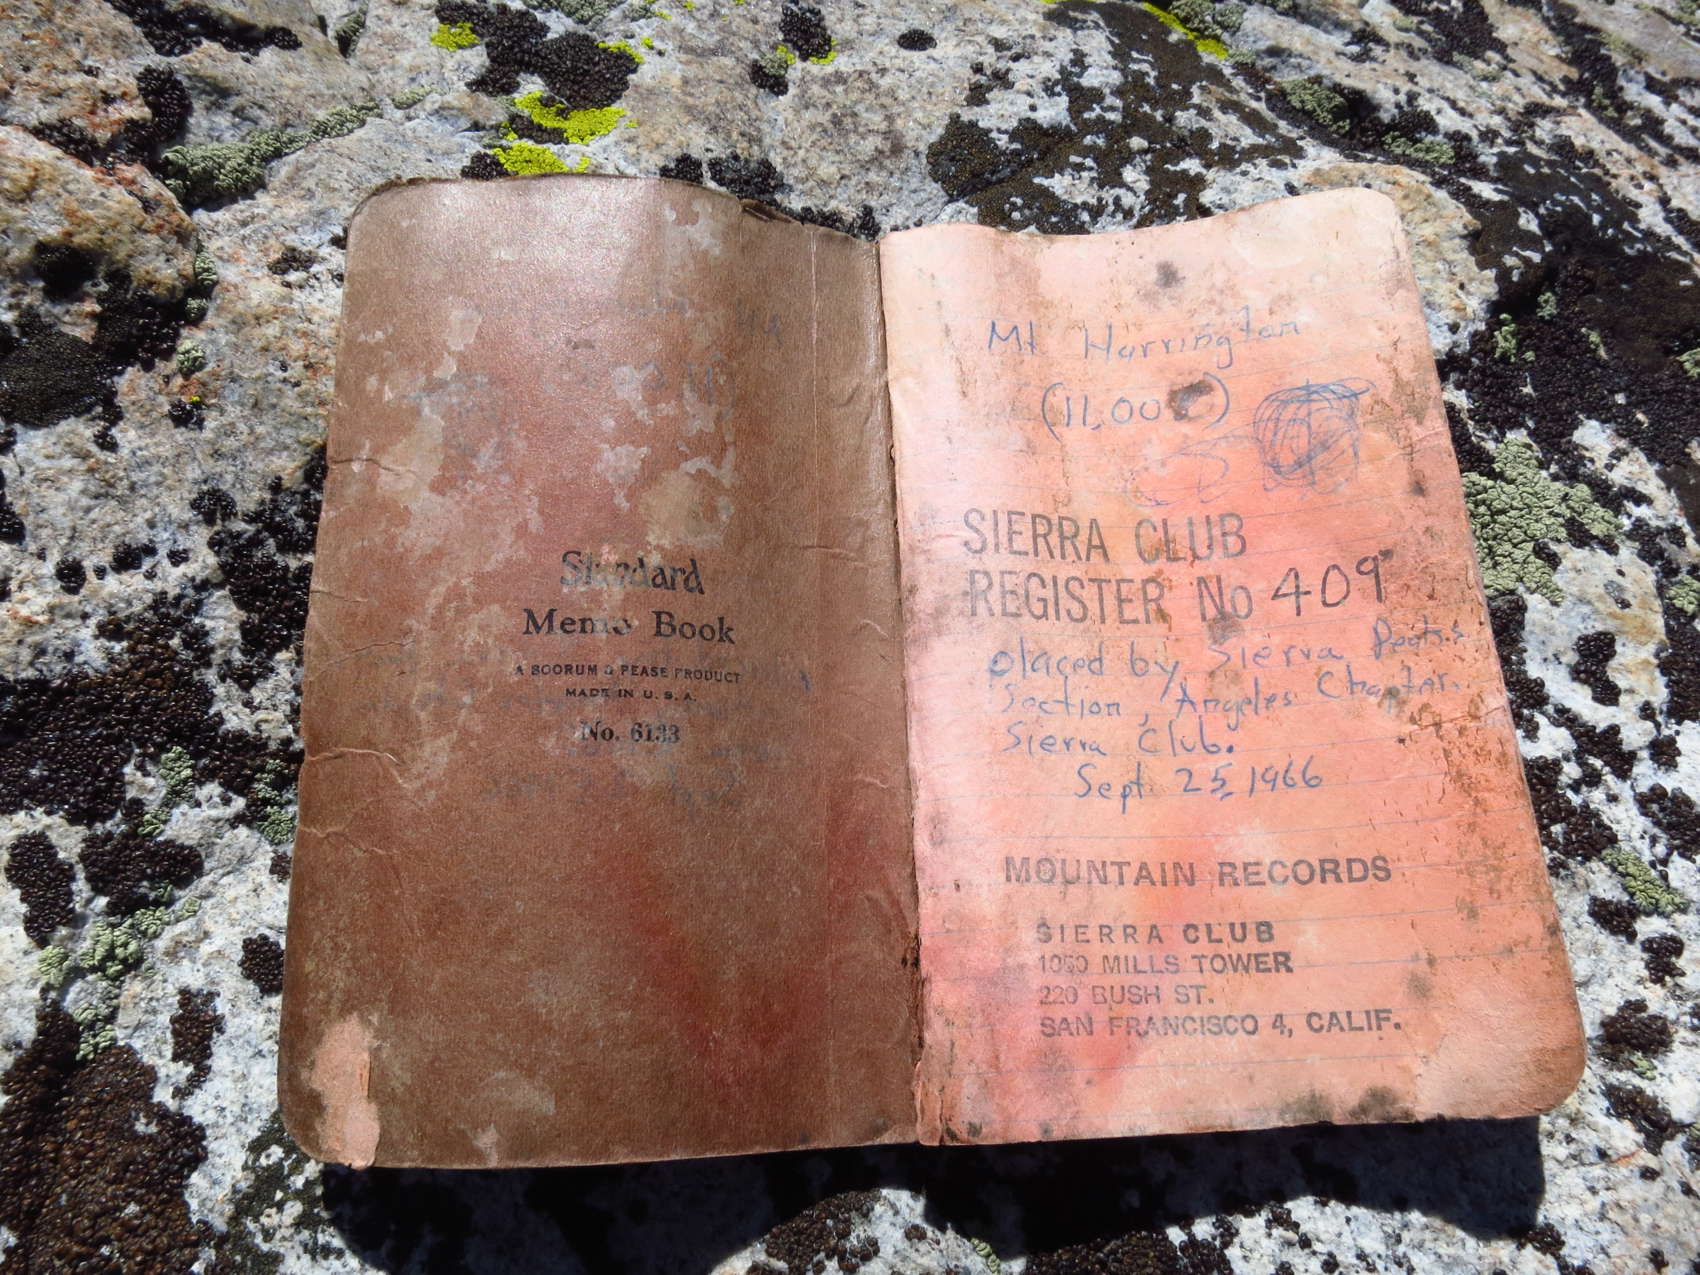 Standard
Memo Book
A BOORUM & PEASE PRODUCT
MADE IN U. S. A.
No. 6133
Mt Harrington
SIERRA CLUB
REGISTER No 409
placed by Sierra Peaks
Section, Angeles Chapter,
Sierra Club.
Sept 25, 1966
MOUNTAIN RECORDS
SIERRA CLUB
1050 MILLS TOWER
220 BUSH ST.
SAN FRANCISCO 4, CALIF.